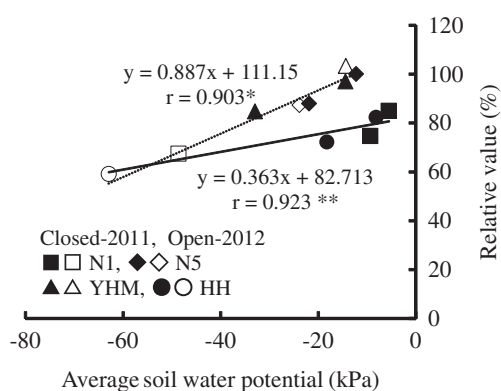 120
100
80
60
40
20
0
Relative value (%)
y = 0.887x + 111.15
r = 0.903*
y = 0.363x + 82.713
r = 0.923 **
Closed-2011, Open-2012
N1, N5
YHM, HH
-80 -60 -40 -20 0
Average soil water potential (kPa)